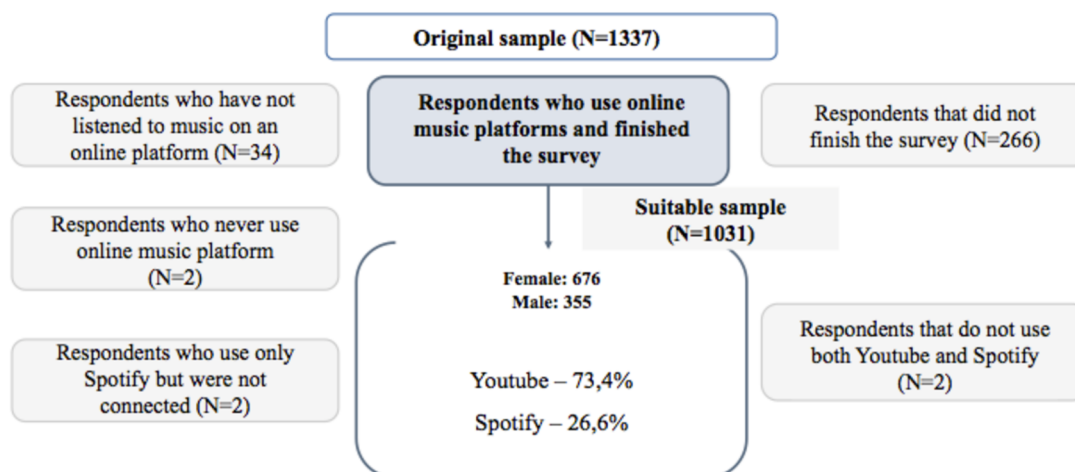 Original sample (N=1337)
Respondents who have not
listened to music on an
online platform (N=34)
Respondents who use online
music platforms and finished
the survey
Respondents that did not
finish the survey (N=266)
Suitable sample
(N=1031)
Respondents who never use
online music platform
(N=2)
Female: 676
Male: 355
Respondents who use only
Spotify but were not
connected (N=2)
Youtube – 73,4%
Spotify – 26,6%
Respondents that do not use
both Youtube and Spotify
(N=2)